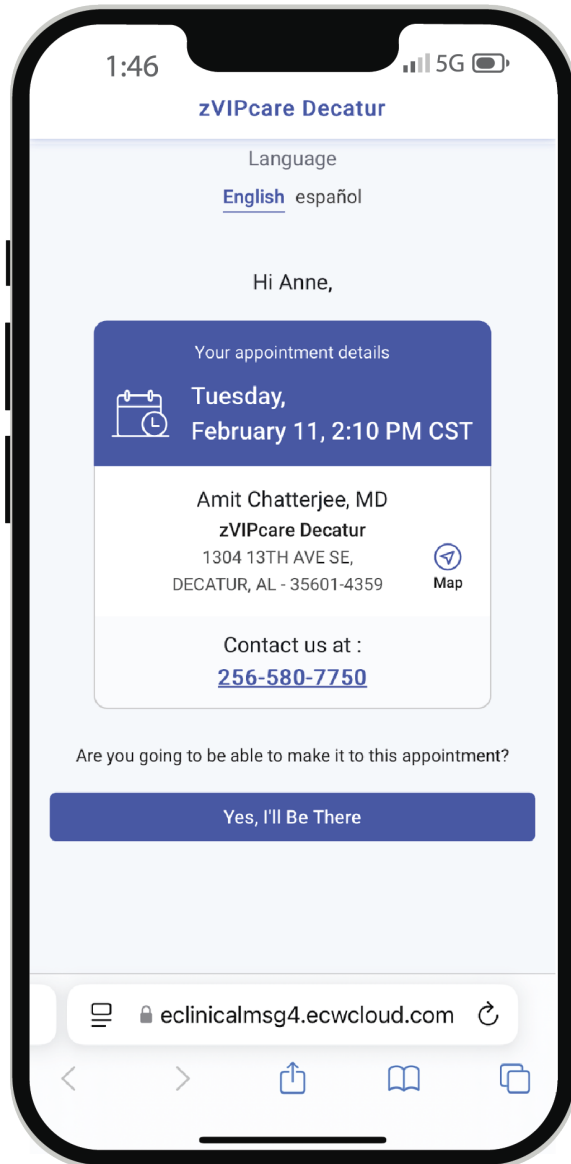 1:46 5G
zVIPcare Decatur
Language
English español
Hi Anne,
Your appointment details
Tuesday,
February 11, 2:10 PM CST
Amit Chatterjee, MD
zVIPcare Decatur
1304 13TH AVE SE,
DECATUR, AL - 35601-4359
Map
Contact us at :
256-580-7750
Are you going to be able to make it to this appointment?
Yes, I'll Be There
eclinicalmsg4.ecwcloud.com